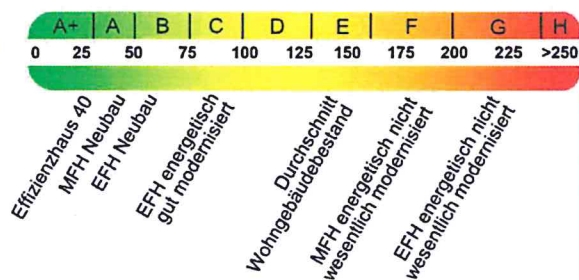 A+ A B C D E F G H
0 25 50 75 100 125 150 175 200 225 >250
Effizienzhaus 40
MFH Neubau
EFH Neubau
EFH energetisch
gut modernisiert
Durchschnitt
Wohngebäudebestand
MFH energetisch nicht
wesentlich modernisiert
EFH energetisch nicht
wesentlich modernisiert